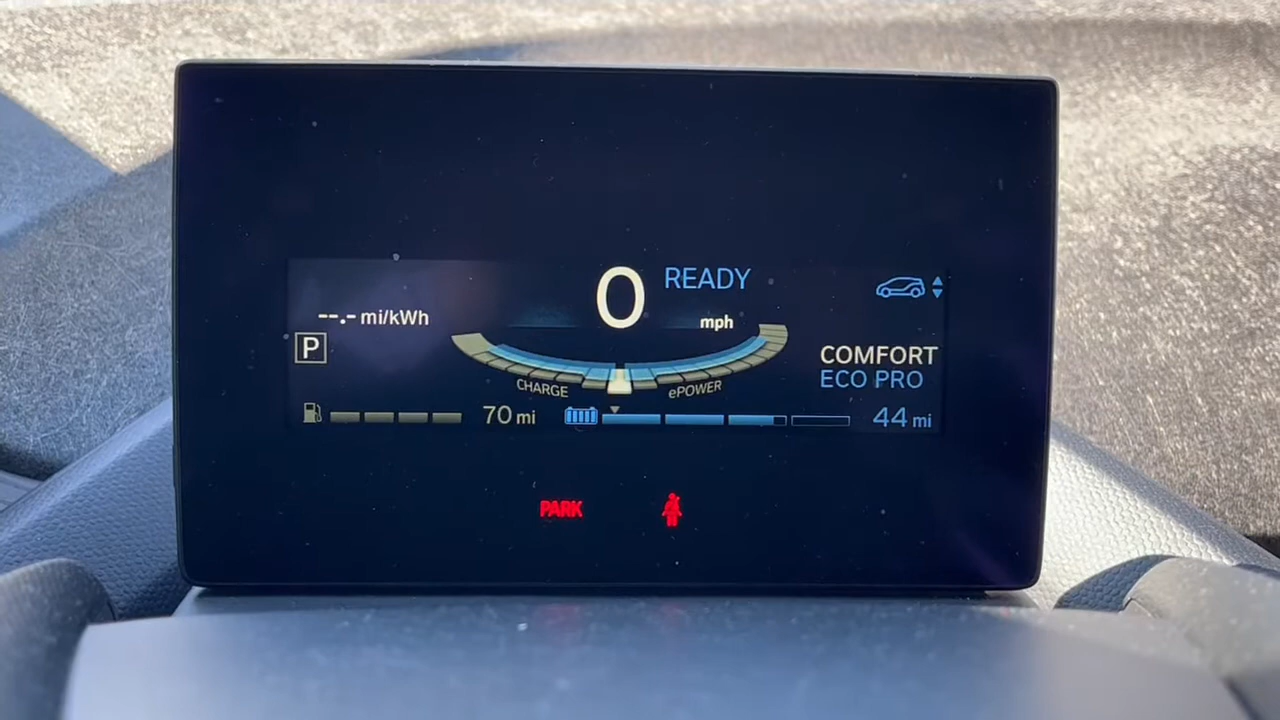 0 READY
mph
--.- mi/kWh
P
COMFORT
ECO PRO
CHARGE
ePOWER
70 mi
44 mi
PARK